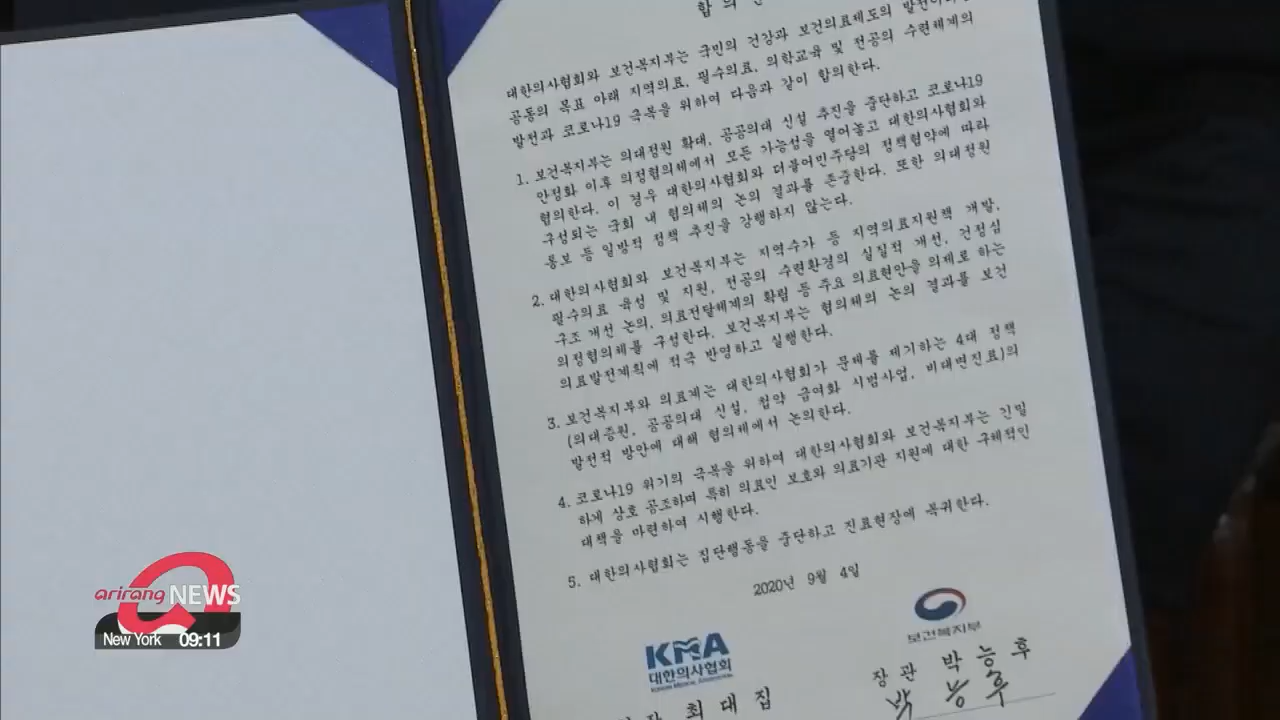 합 의
대한의사협회와 보건복지부는 국민의 건강과 보건의료제도의
공동의 목표 아래 지역의료, 필수의료, 의학교육 및 전공의 수련체계의
발전과 코로나19 극복을 위하여 다음과 같이 합의한다.
1. 보건복지부는 의대정원 확대, 공공의대 신설 추진을 중단하고 코로나19
안정화 이후 의정협의체에서 모든 가능성을 열어놓고 대한의사협회와
협의한다. 이 경우 대한의사협회와 더불어민주당의 정책협약에 따라
구성되는 국회 내 협의체의 논의 결과를 존중한다. 또한 의대정원
통보 등 일방적 정책 추진을 강행하지 않는다.
2. 대한의사협회와 보건복지부는 지역수가 등 지역의료지원책 개발,
필수의료 육성 및 지원, 전공의 수련환경의 실질적 개선, 건정심
구조 개선 논의, 의료전달체계의 확립 등 주요 의료현안을 의제로 하는
의정협의체를 구성한다. 보건복지부는 협의체의 논의 결과를 보건
의료발전계획에 적극 반영하고 실행한다.
3. 보건복지부와 의료계는 대한의사협회가 문제를 제기하는 4대 정책
(의대증원, 공공의대 신설, 첩약 급여화 시범사업, 비대면진료)의
발전적 방안에 대해 협의체에서 논의한다.
4. 코로나19 위기의 극복을 위하여 대한의사협회와 보건복지부는 긴밀
하게 상호 공조하며 특히 의료인 보호와 의료기관 지원에 대한 구체적인
대책을 마련하여 시행한다.
5. 대한의사협회는 집단행동을 중단하고 진료현장에 복귀한다.
2020년 9월 4일
KMA
대한의사협회
KOREAN MEDICAL ASSOCIATION
최 대 집
보건복지부
장관 박 능 후
박 능 후
arirang NEWS
New York 09:11